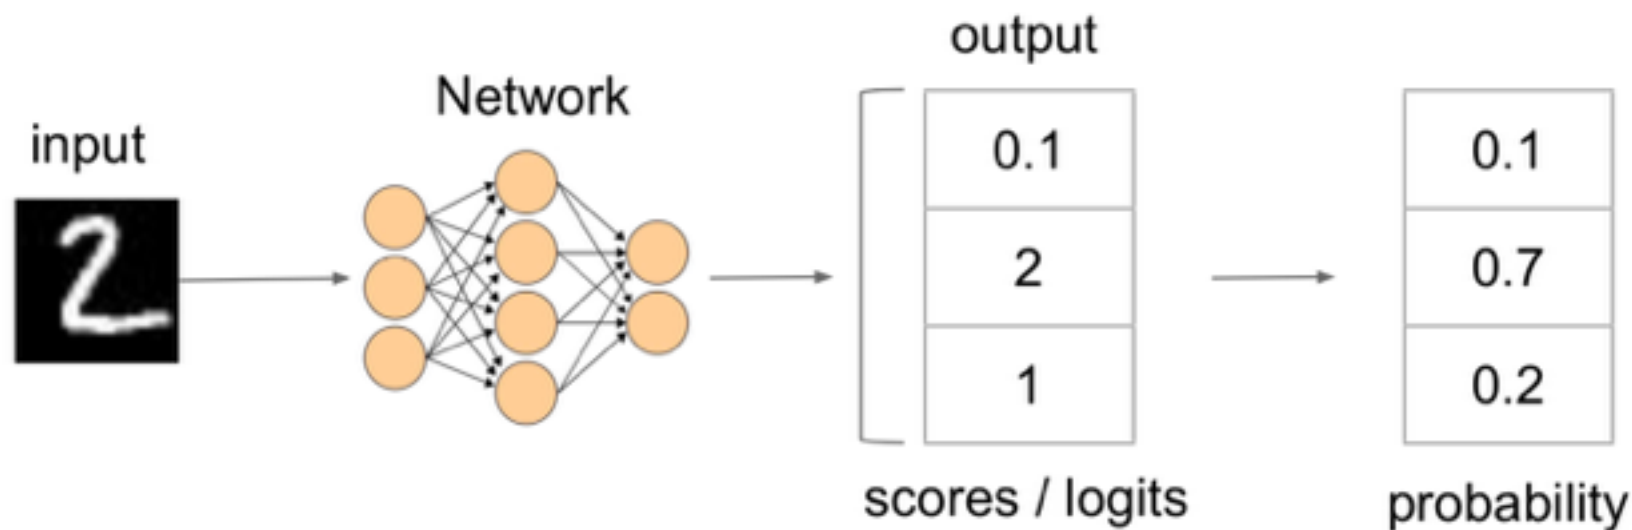 input
2
Network
output
0.1
2
1
scores / logits
0.1
0.7
0.2
probability